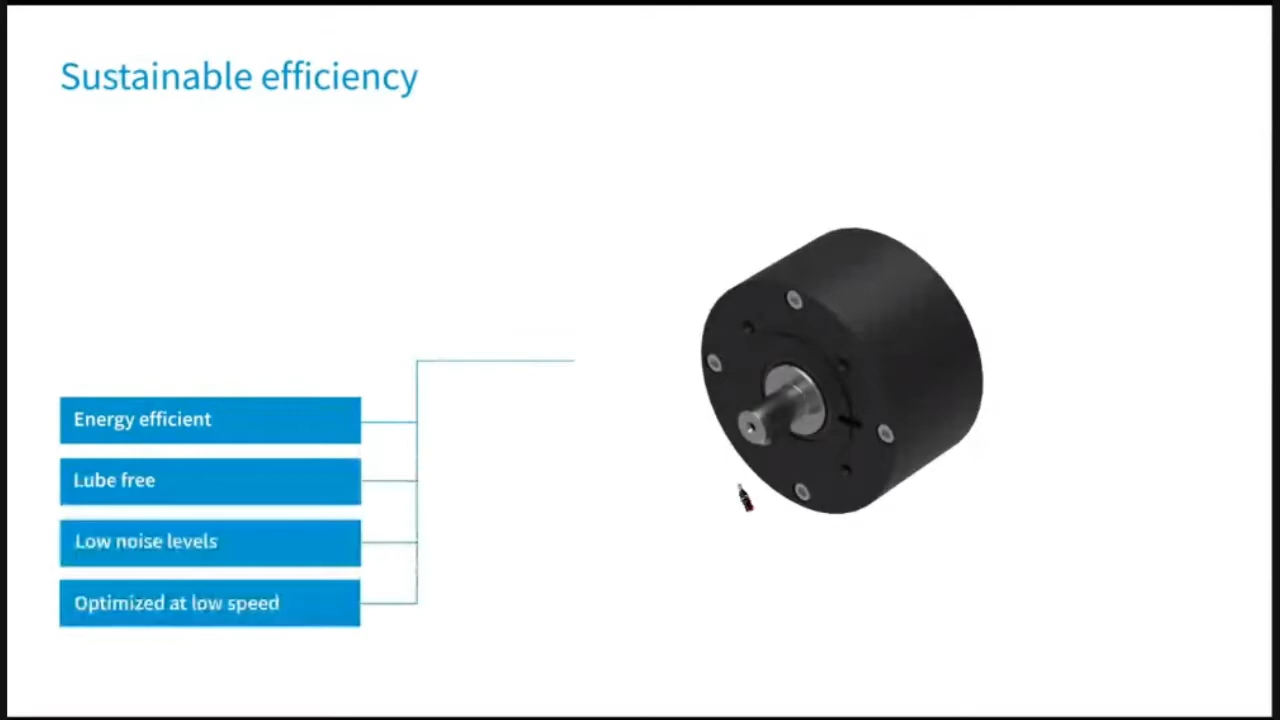 Sustainable efficiency
Energy efficient
Lube free
Low noise levels
Optimized at low speed